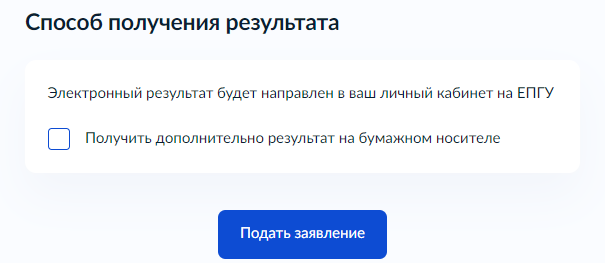 Способ получения результата
Электронный результат будет направлен в ваш личный кабинет на ЕПГУ
Получить дополнительно результат на бумажном носителе
Подать заявление